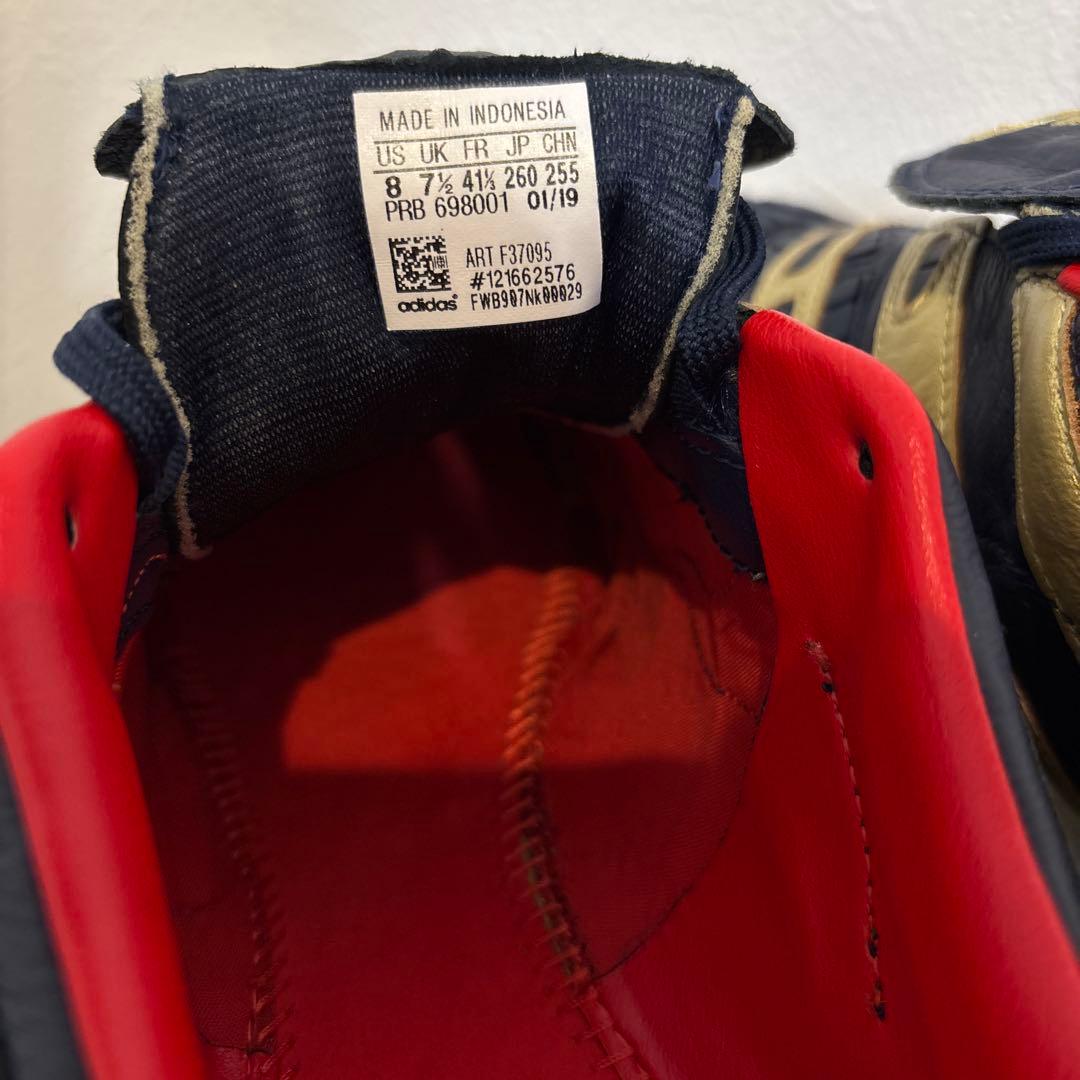 MADE IN INDONESIA
US UK FR JP CHN
8 7½ 41⅓ 260 255
PRB 698001 01/19
ART F37095
#121662576
adidas® FWB907Nk00029